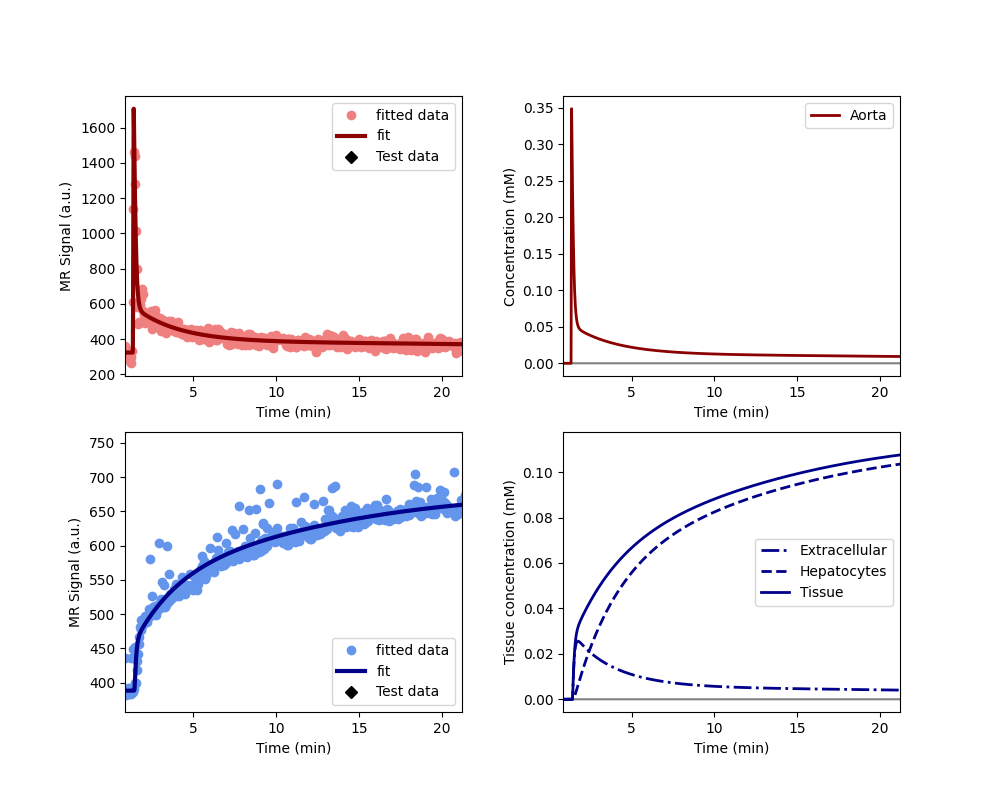 1600
1400
1200
1000
800
600
400
200
MR Signal (a.u.)
fitted data
fit
Test data
5
10
15
20
Time (min)
0.35
0.30
0.25
0.20
0.15
0.10
0.05
0.00
Concentration (mM)
Aorta
5
10
15
20
Time (min)
750
700
650
600
550
500
450
400
MR Signal (a.u.)
fitted data
fit
Test data
5
10
15
20
Time (min)
0.10
0.08
0.06
0.04
0.02
0.00
Tissue concentration (mM)
Extracellular
Hepatocytes
Tissue
5
10
15
20
Time (min)